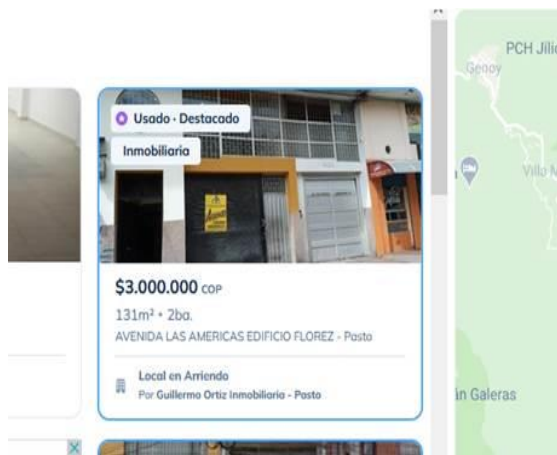 Usado · Destacado
Inmobiliaria
$3.000.000 COP
131m² • 2ba.
AVENIDA LAS AMERICAS EDIFICIO FLOREZ - Pasto
Local en Arriendo
Por Guillermo Ortiz Inmobiliaria - Pasto
PCH Jilic
Genoy
Villa M
án Galeras